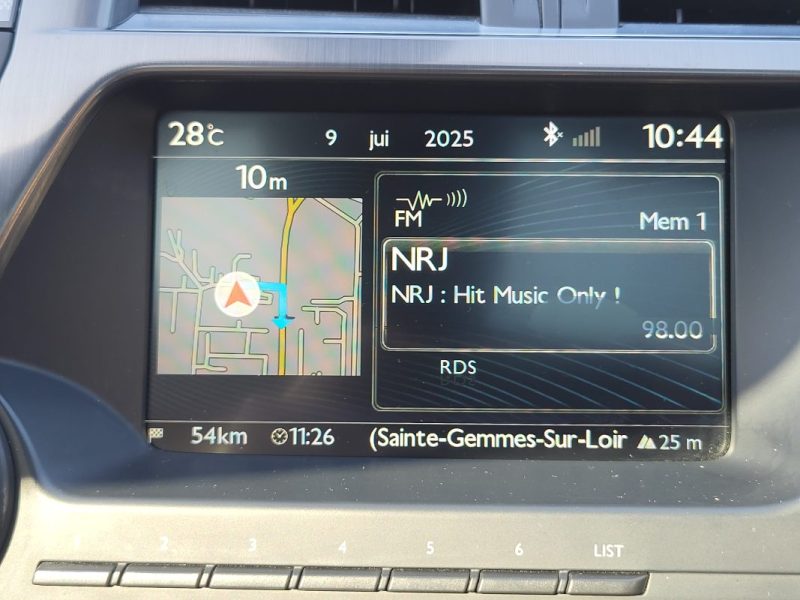 28°C 9 jui 2025 10:44
10m
FM Mem 1
NRJ
NRJ : Hit Music Only !
98.00
RDS
54km 11:26 (Sainte-Gemmes-Sur-Loir 25 m
1 2 3 4 5 6 LIST